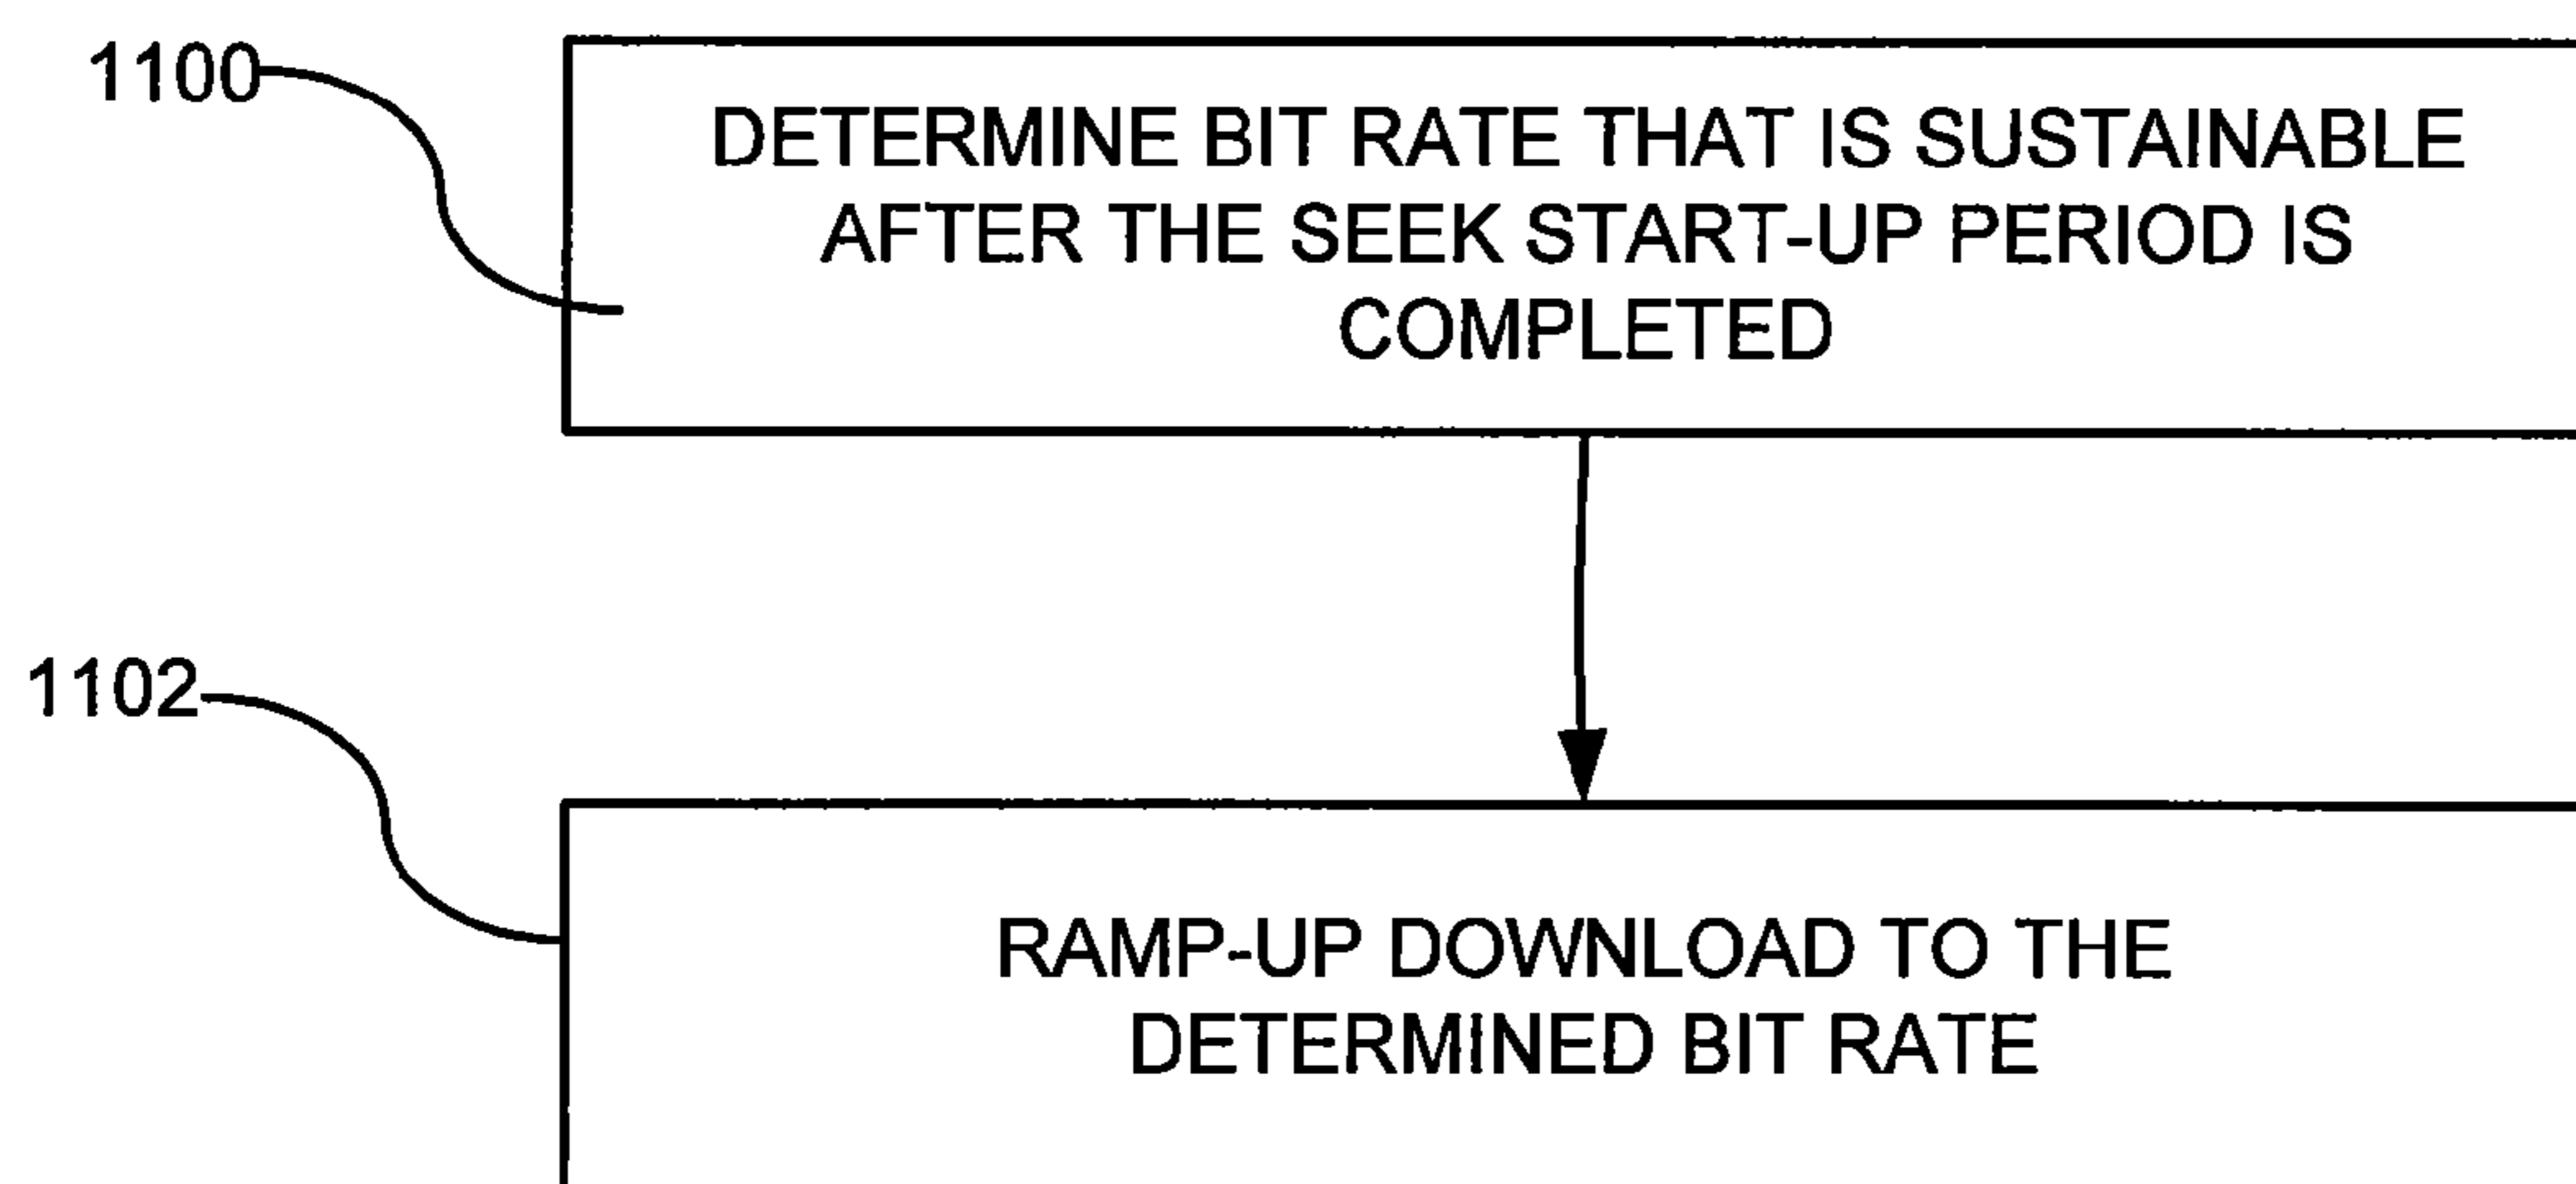 1100
DETERMINE BIT RATE THAT IS SUSTAINABLE
AFTER THE SEEK START-UP PERIOD IS
COMPLETED
1102
RAMP-UP DOWNLOAD TO THE
DETERMINED BIT RATE